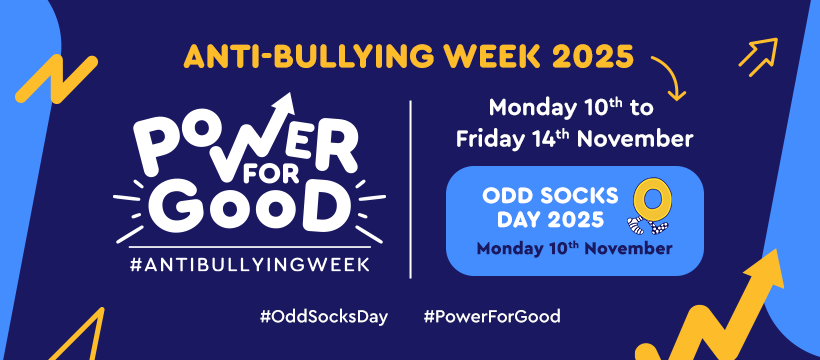 ANTI-BULLYING WEEK 2025
POWER
FOR
GOOD
#ANTIBULLYINGWEEK
Monday 10th to
Friday 14th November
ODD SOCKS
DAY 2025
Monday 10th November
#OddSocksDay #PowerForGood